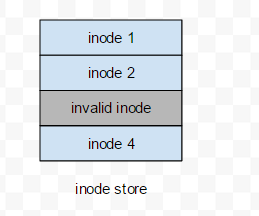 inode 1
inode 2
invalid inode
inode 4
inode store